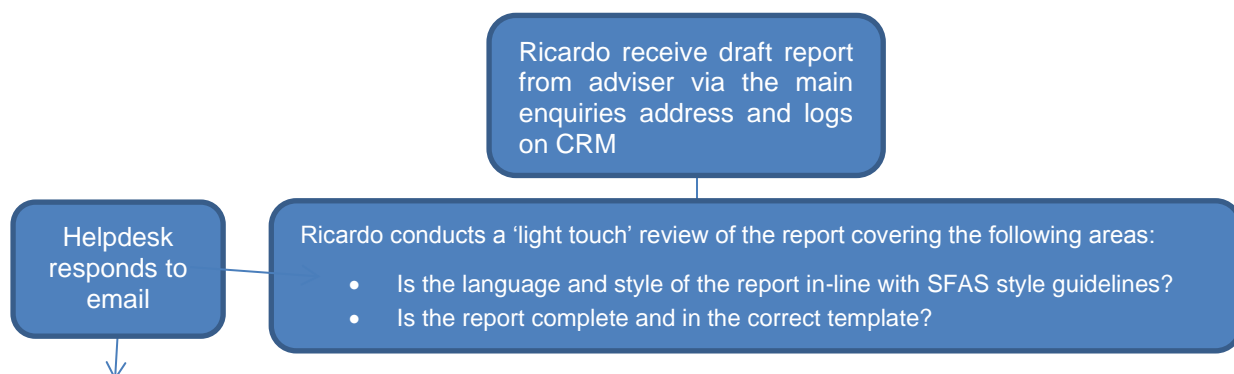 Ricardo receive draft report
from adviser via the main
enquiries address and logs
on CRM
Helpdesk
responds to
email
Ricardo conducts a ‘light touch’ review of the report covering the following areas:
• Is the language and style of the report in-line with SFAS style guidelines?
• Is the report complete and in the correct template?